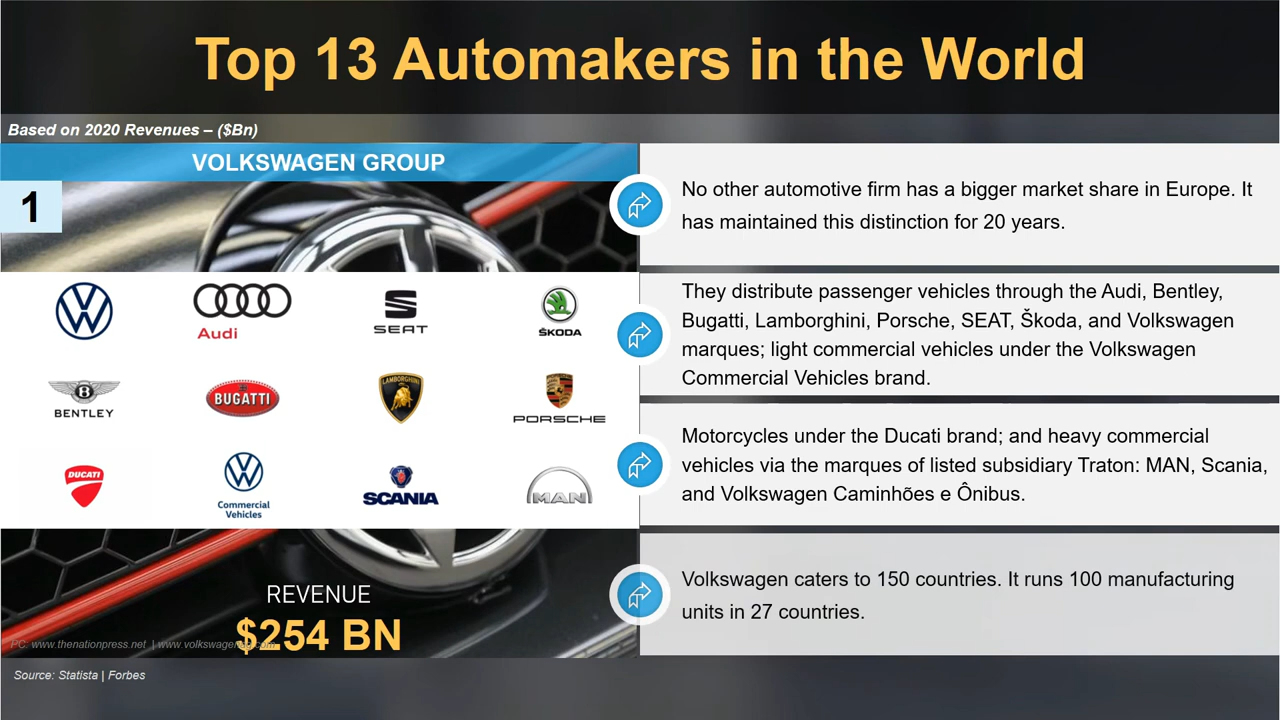 Top 13 Automakers in the World
Based on 2020 Revenues – ($Bn)
VOLKSWAGEN GROUP
1
Audi
SEAT
ŠKODA
B
BENTLEY
BUGATTI
LAMBORGHINI
PORSCHE
DUCATI
Commercial
Vehicles
SCANIA
MAN
REVENUE
$254 BN
PC: www.thenationpress.net | www.volkswagenag.com
No other automotive firm has a bigger market share in Europe. It
has maintained this distinction for 20 years.
They distribute passenger vehicles through the Audi, Bentley,
Bugatti, Lamborghini, Porsche, SEAT, Škoda, and Volkswagen
marques; light commercial vehicles under the Volkswagen
Commercial Vehicles brand.
Motorcycles under the Ducati brand; and heavy commercial
vehicles via the marques of listed subsidiary Traton: MAN, Scania,
and Volkswagen Caminhões e Ônibus.
Volkswagen caters to 150 countries. It runs 100 manufacturing
units in 27 countries.
Source: Statista | Forbes